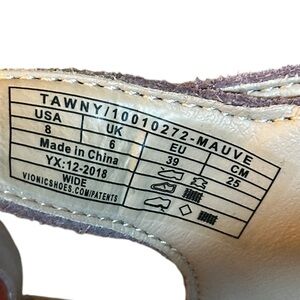 TAWNY/10010272-MAUVE
USA UK EU CM
8 6 39 25
Made in China
YX:12-2018
WIDE
VIONICSHOES.COM/PATENTS